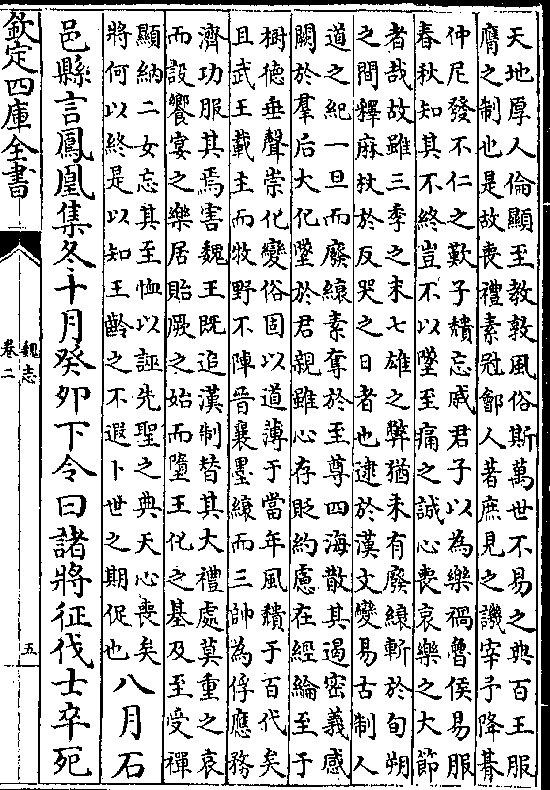 天地厚人倫顯至教敦風俗斯萬世不易之典百王服
膺之制也是故喪禮素冠鄶人著庶見之譏宰予降朞
仲尼發不仁之歎子頽忘戚君子以為樂禍魯侯易服
春秋知其不終豈不以墜至痛之誠心喪哀樂之大節
者哉故雖三季之末七雄之弊猶未有廢縗斬於旬朔
之間釋麻杖於反哭之日者也逮於漢文變易古制人
道之紀一旦而廢縗素奪於至尊四海散其遏密義感
闕於羣后大化墜於君親雖心存貶約慮在經綸至于
樹德垂聲崇化變俗固以道薄于當年風頽于百代矣
且武王載主而牧野不陣晉襄墨縗而三帥為俘應務
濟功服其焉害魏王既追漢制替其大禮處莫重之哀
而設饗宴之樂居貽厥之始而墜王化之基及至受禪
顯納二女忘其至恤以誣先聖之典天心喪矣
將何以終是以知王齡之不遐卜世之期促也
八月石
邑縣言鳳凰集冬十月癸卯下令曰諸將征伐士卒死
欽定四庫全書
魏志
卷二
五